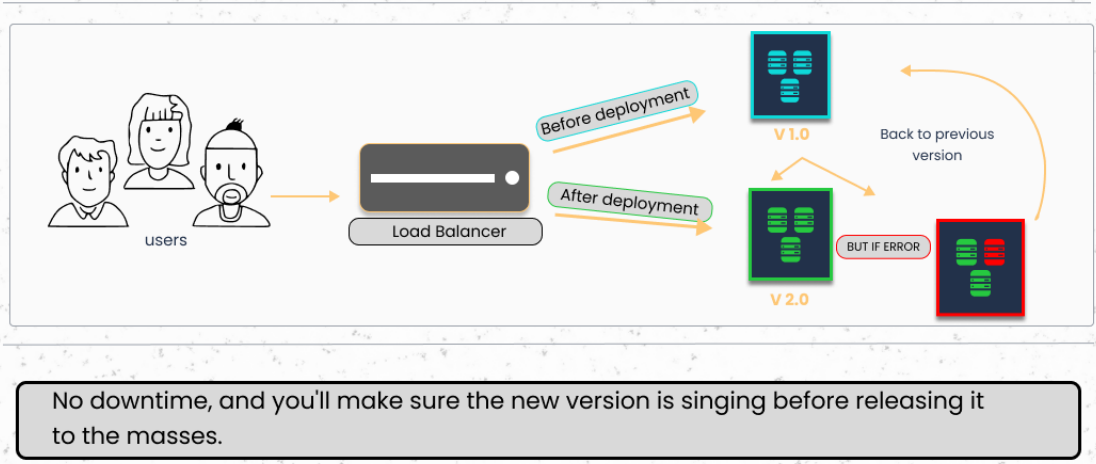 Before deployment
V 1.0
Back to previous
version
After deployment
users
Load Balancer
BUT IF ERROR
V 2.0
No downtime, and you'll make sure the new version is singing before releasing it
to the masses.